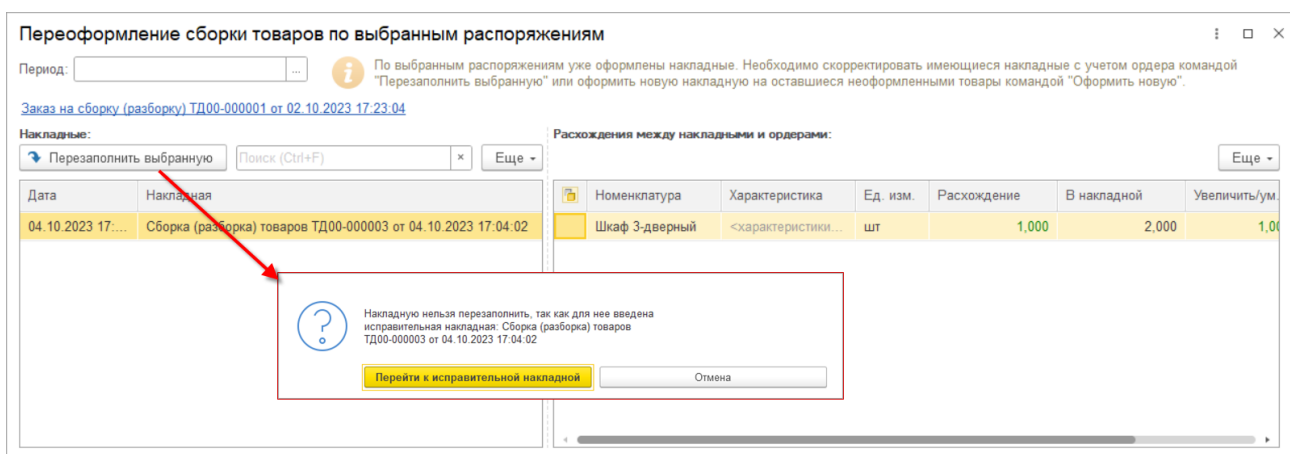 Переоформление сборки товаров по выбранным распоряжениям
Период:
...
По выбранным распоряжениям уже оформлены накладные. Необходимо скорректировать имеющиеся накладные с учетом ордера командой
"Перезаполнить выбранную" или оформить новую накладную на оставшиеся неоформленными товары командой "Оформить новую".
Заказ на сборку (разборку) ТД00-000001 от 02.10.2023 17:23:04
Накладные:
Расхождения между накладными и ордерами:
Перезаполнить выбранную
Поиск (Ctrl+F)
×
Еще
Еще
Дата Накладная
Номенклатура Характеристика Ед. изм. Расхождение В накладной Увеличить/ум.
04.10.2023 17:... Сборка (разборка) товаров ТД00-000003 от 04.10.2023 17:04:02
Шкаф 3-дверный <характеристики... шт 1,000 2,000 1,00
Накладную нельзя перезаполнить, так как для нее введена
исправительная накладная: Сборка (разборка) товаров
ТД00-000003 от 04.10.2023 17:04:02
Перейти к исправительной накладной
Отмена